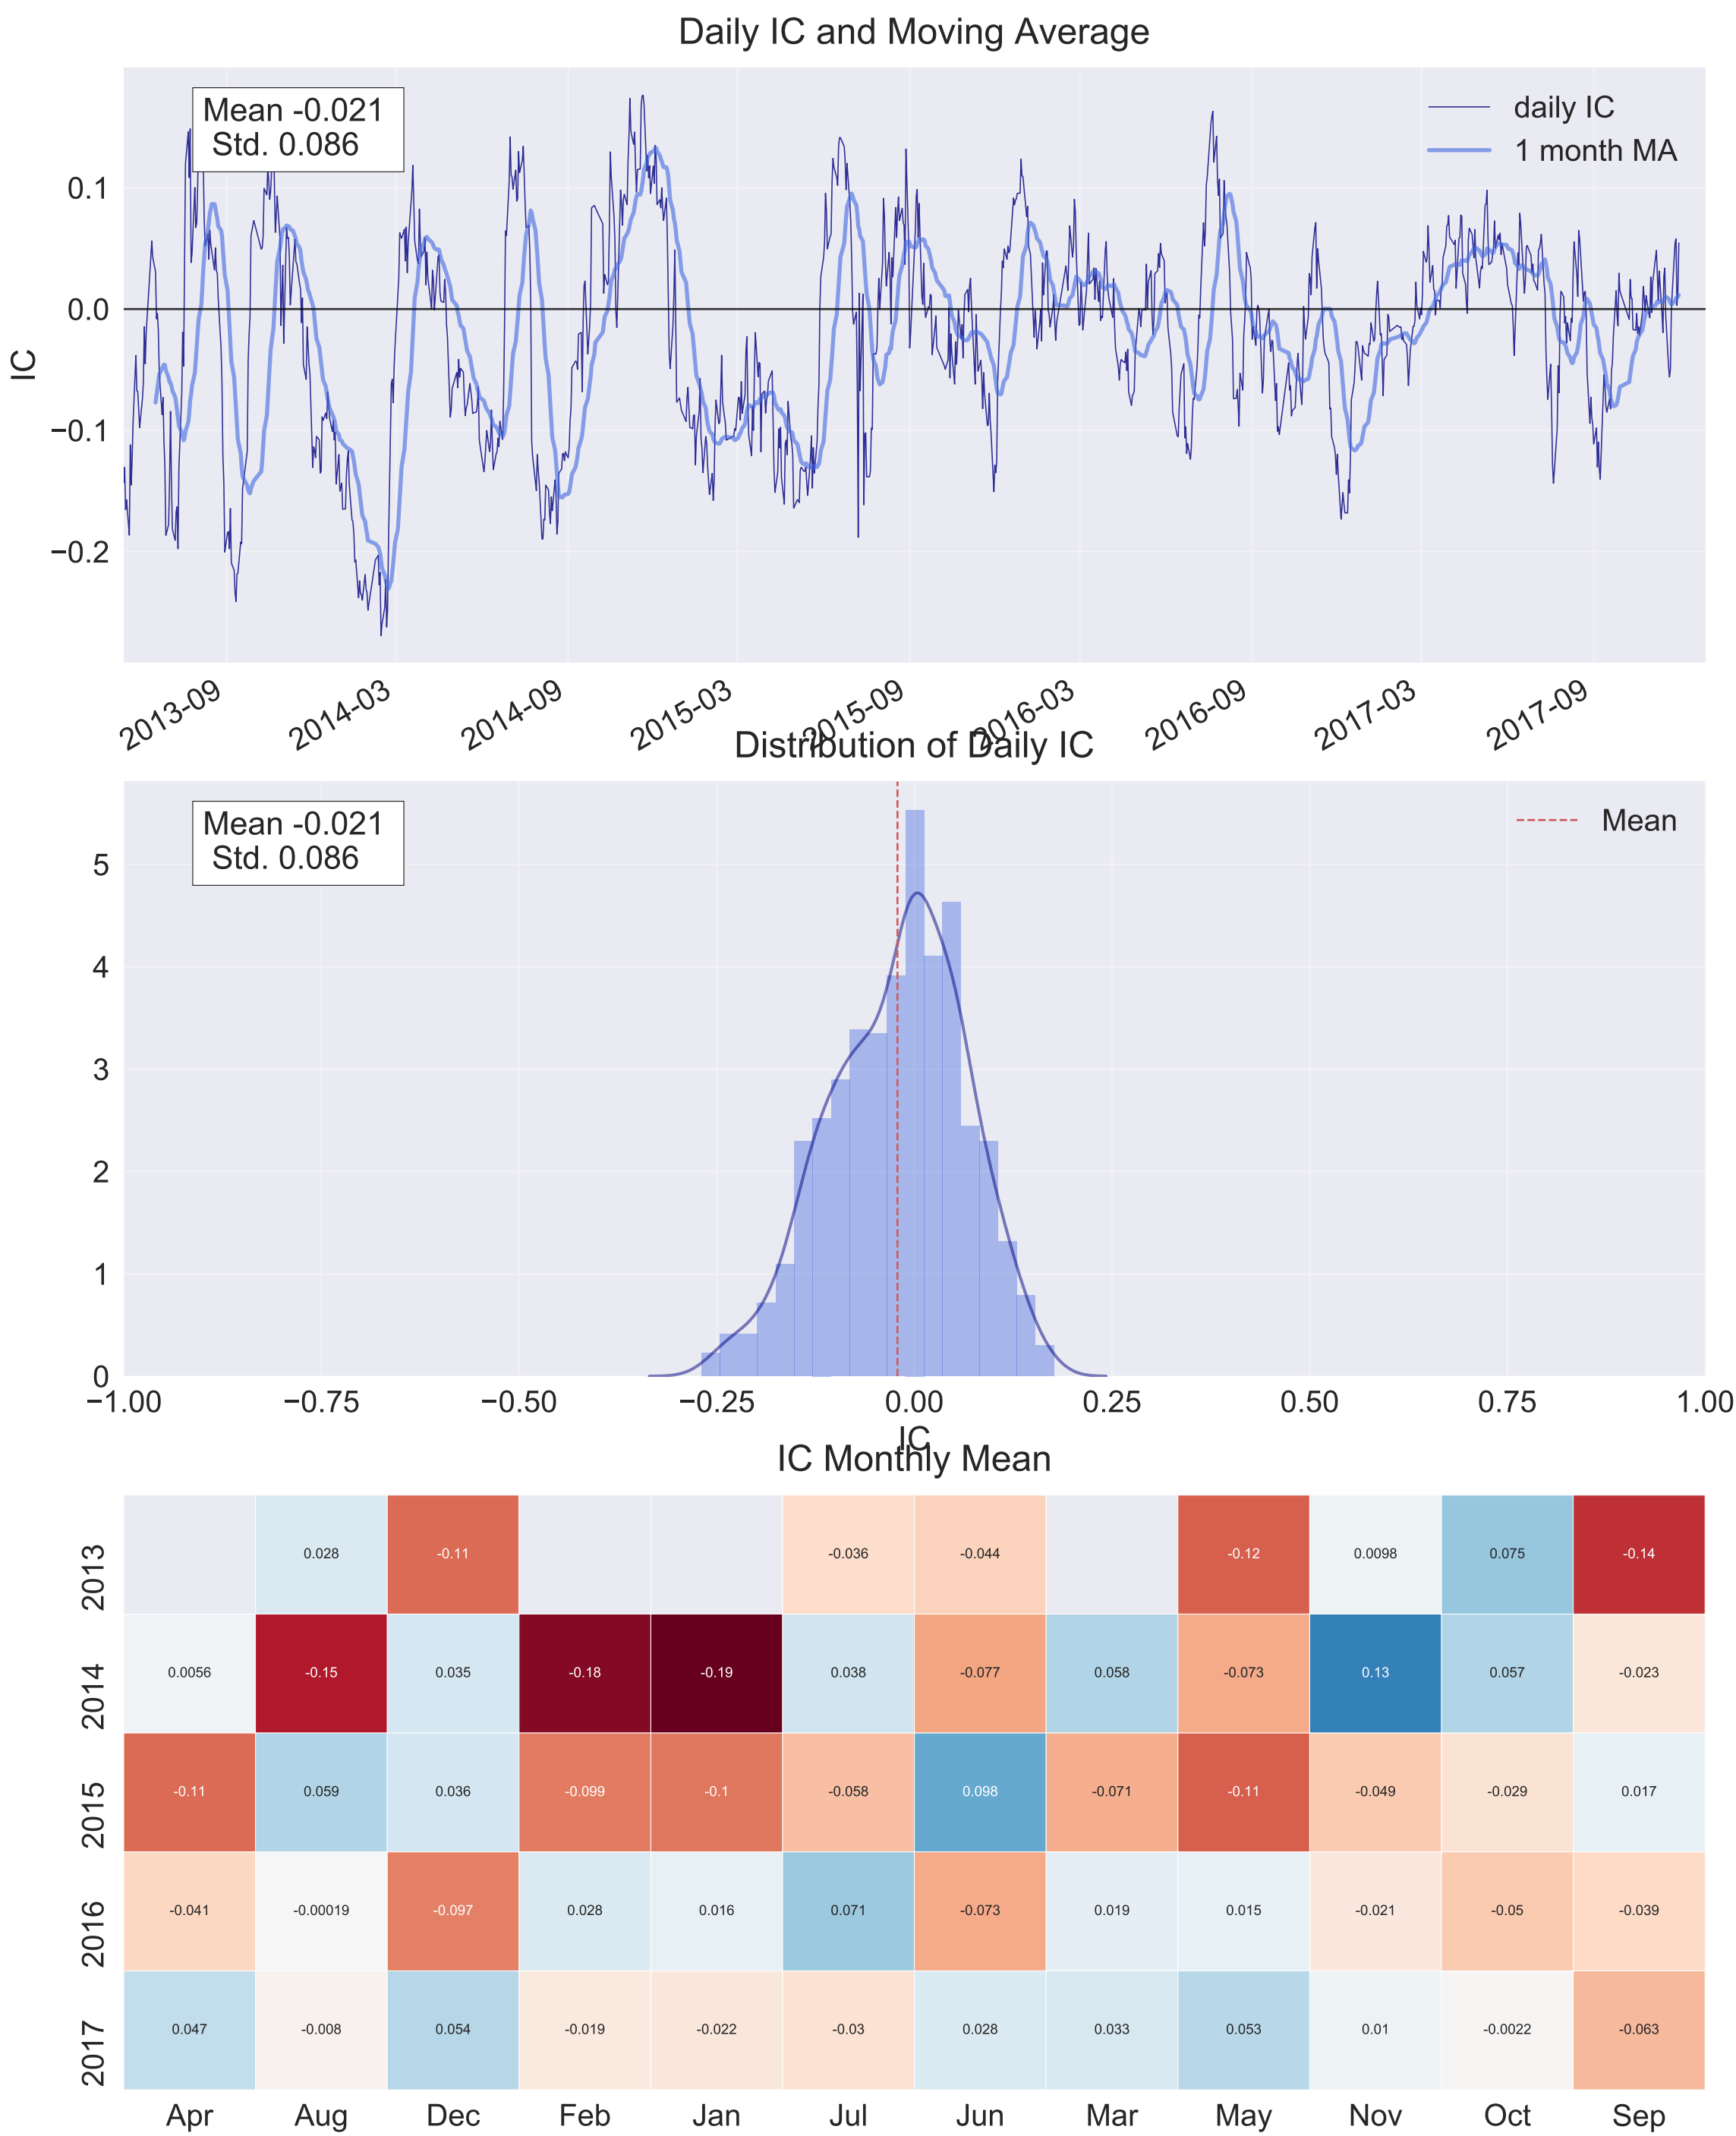 Daily IC and Moving Average
Mean -0.021
Std. 0.086
daily IC
1 month MA
0.1
0.0
−0.1
−0.2
IC
2013-09
2014-03
2014-09
2015-03
2015-09
2016-03
2016-09
2017-03
2017-09
Distribution of Daily IC
Mean -0.021
Std. 0.086
Mean
5
4
3
2
1
0
−1.00 −0.75 −0.50 −0.25 0.00 0.25 0.50 0.75 1.00
IC
IC Monthly Mean
2013 0.028 -0.11 -0.036 -0.044 -0.12 0.0098 0.075 -0.14
2014 0.0056 -0.15 0.035 -0.18 -0.19 0.038 -0.077 0.058 -0.073 0.13 0.057 -0.023
2015 -0.11 0.059 0.036 -0.099 -0.1 -0.058 0.098 -0.071 -0.11 -0.049 -0.029 0.017
2016 -0.041 -0.00019 -0.097 0.028 0.016 0.071 -0.073 0.019 0.015 -0.021 -0.05 -0.039
2017 0.047 -0.008 0.054 -0.019 -0.022 -0.03 0.028 0.033 0.053 0.01 -0.0022 -0.063
Apr Aug Dec Feb Jan Jul Jun Mar May Nov Oct Sep